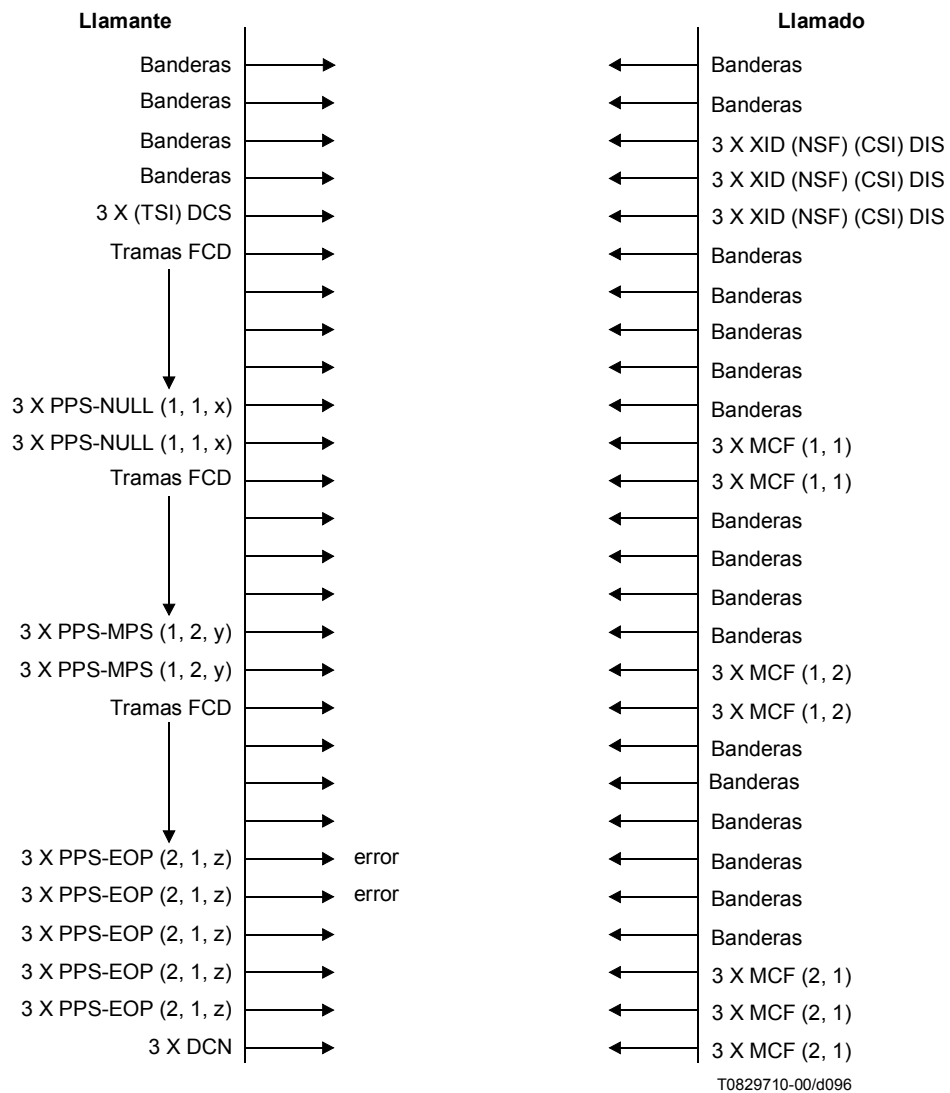 Llamante
Llamado
Banderas
Banderas
Banderas
Banderas
Banderas
3 X XID (NSF) (CSI) DIS
Banderas
3 X XID (NSF) (CSI) DIS
3 X (TSI) DCS
3 X XID (NSF) (CSI) DIS
Tramas FCD
Banderas
Banderas
Banderas
Banderas
3 X PPS-NULL (1, 1, x)
Banderas
3 X PPS-NULL (1, 1, x)
3 X MCF (1, 1)
Tramas FCD
3 X MCF (1, 1)
Banderas
Banderas
Banderas
3 X PPS-MPS (1, 2, y)
Banderas
3 X PPS-MPS (1, 2, y)
3 X MCF (1, 2)
Tramas FCD
3 X MCF (1, 2)
Banderas
Banderas
Banderas
3 X PPS-EOP (2, 1, z)
error
Banderas
3 X PPS-EOP (2, 1, z)
error
Banderas
3 X PPS-EOP (2, 1, z)
Banderas
3 X PPS-EOP (2, 1, z)
3 X MCF (2, 1)
3 X PPS-EOP (2, 1, z)
3 X MCF (2, 1)
3 X DCN
3 X MCF (2, 1)
T0829710-00/d096